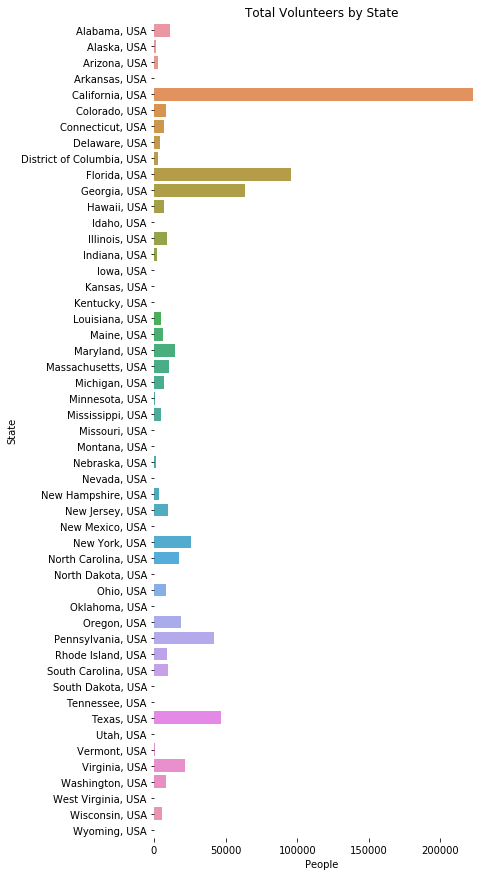 Total Volunteers by State
State
Alabama, USA
Alaska, USA
Arizona, USA
Arkansas, USA
California, USA
Colorado, USA
Connecticut, USA
Delaware, USA
District of Columbia, USA
Florida, USA
Georgia, USA
Hawaii, USA
Idaho, USA
Illinois, USA
Indiana, USA
Iowa, USA
Kansas, USA
Kentucky, USA
Louisiana, USA
Maine, USA
Maryland, USA
Massachusetts, USA
Michigan, USA
Minnesota, USA
Mississippi, USA
Missouri, USA
Montana, USA
Nebraska, USA
Nevada, USA
New Hampshire, USA
New Jersey, USA
New Mexico, USA
New York, USA
North Carolina, USA
North Dakota, USA
Ohio, USA
Oklahoma, USA
Oregon, USA
Pennsylvania, USA
Rhode Island, USA
South Carolina, USA
South Dakota, USA
Tennessee, USA
Texas, USA
Utah, USA
Vermont, USA
Virginia, USA
Washington, USA
West Virginia, USA
Wisconsin, USA
Wyoming, USA
0 50000 100000 150000 200000
People